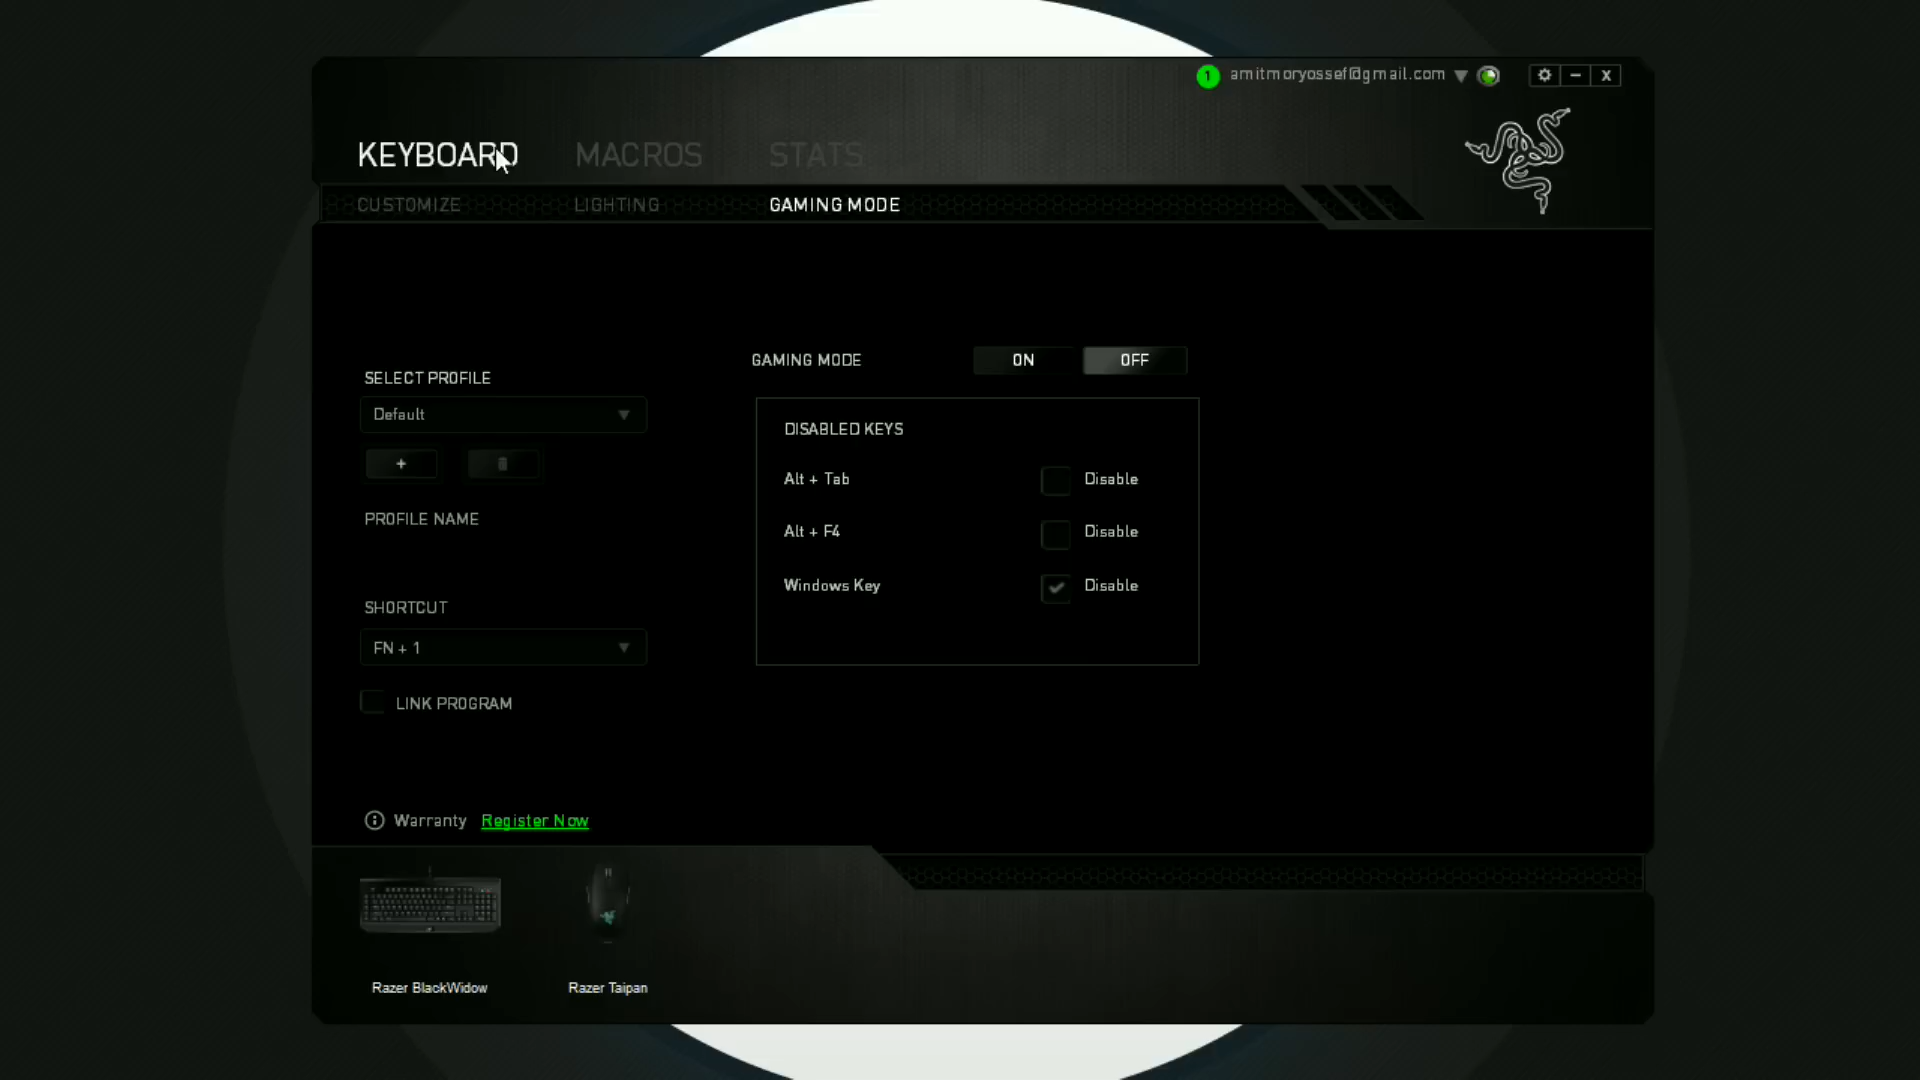 1 amitmoryossef@gmail.com
X
KEYBOARD MACROS STATS
CUSTOMIZE LIGHTING GAMING MODE
GAMING MODE ON OFF
SELECT PROFILE
Default
+
PROFILE NAME
SHORTCUT
FN + 1
LINK PROGRAM
DISABLED KEYS
Alt + Tab Disable
Alt + F4 Disable
Windows Key Disable
Warranty Register Now
Razer BlackWidow Razer Taipan